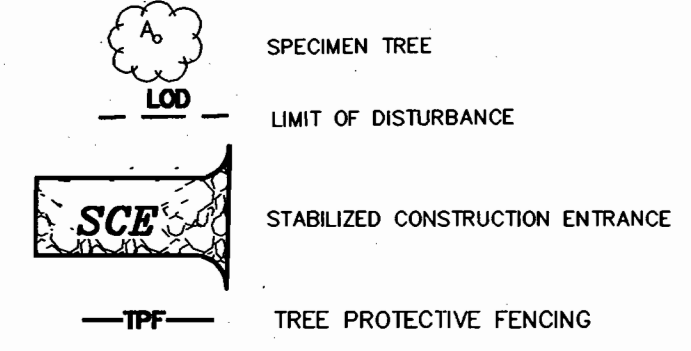 A
SPECIMEN TREE
LOD
LIMIT OF DISTURBANCE
SCE
STABILIZED CONSTRUCTION ENTRANCE
TPF
TREE PROTECTIVE FENCING